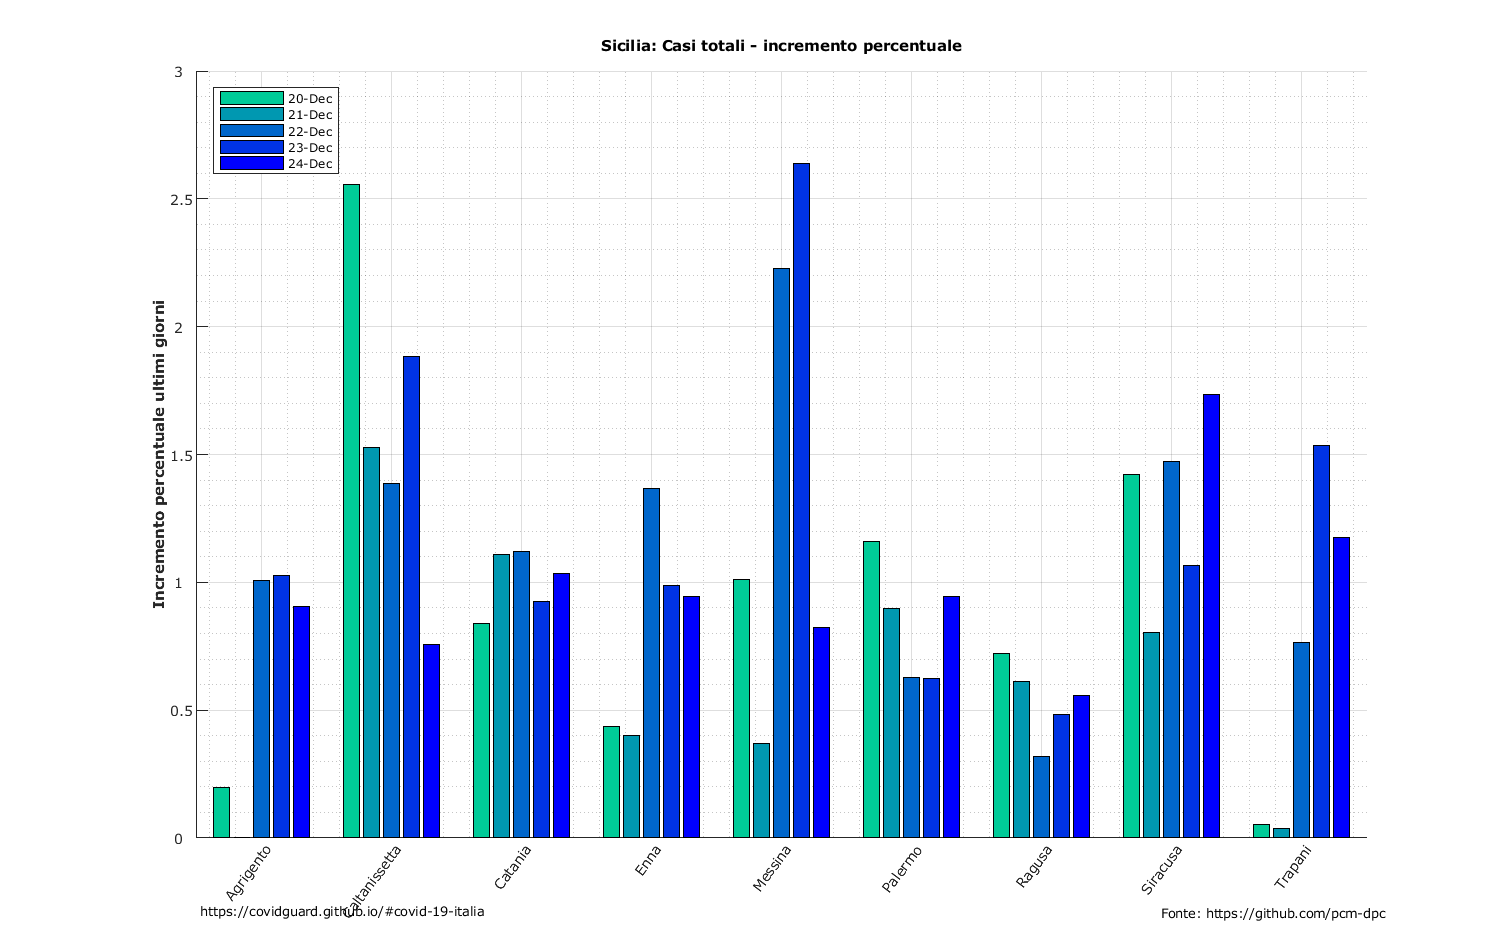 Sicilia: Casi totali - incremento percentuale
3
2.5
2
1.5
1
0.5
0
Incremento percentuale ultimi giorni
20-Dec
21-Dec
22-Dec
23-Dec
24-Dec
Agrigento
Caltanissetta
Catania
Enna
Messina
Palermo
Ragusa
Siracusa
Trapani
https://covidguard.github.io/#covid-19-italia
Fonte: https://github.com/pcm-dpc